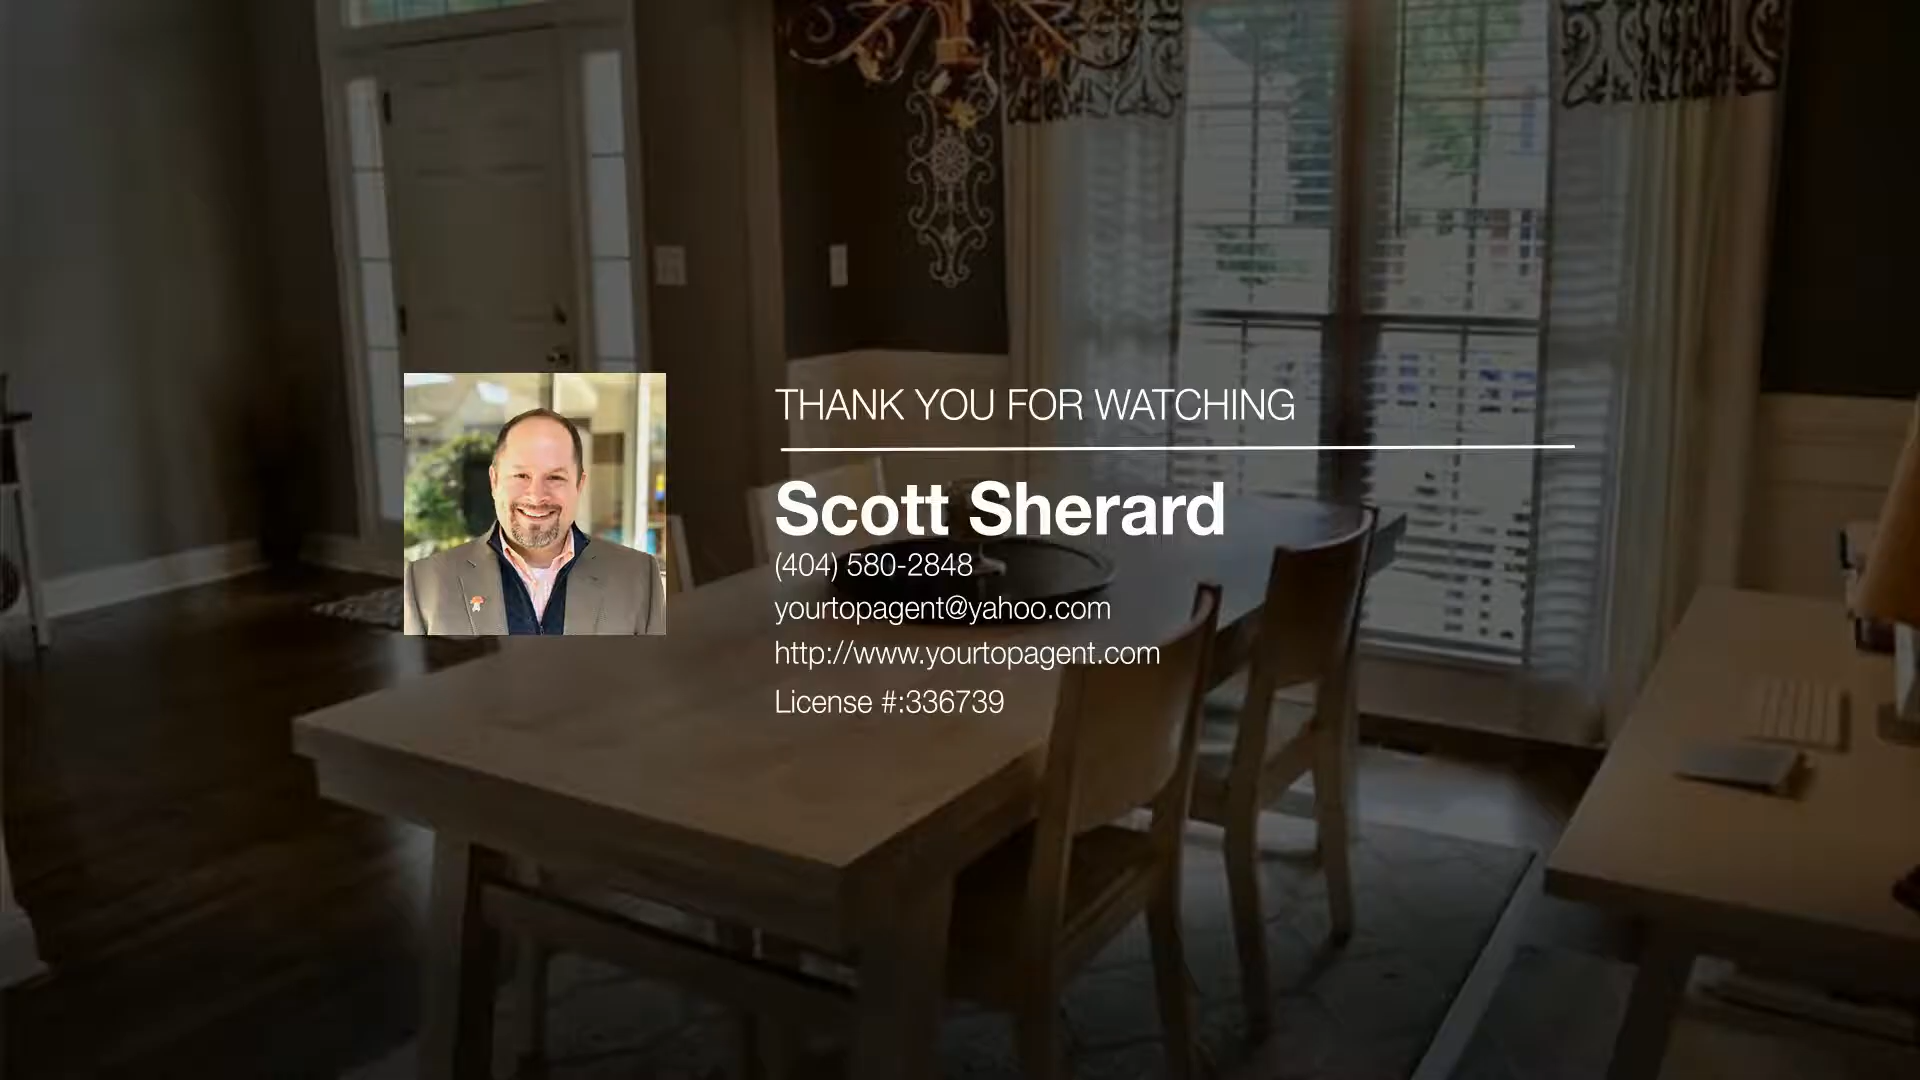 THANK YOU FOR WATCHING
Scott Sherard
(404) 580-2848
yourtopagent@yahoo.com
http://www.yourtopagent.com
License #:336739